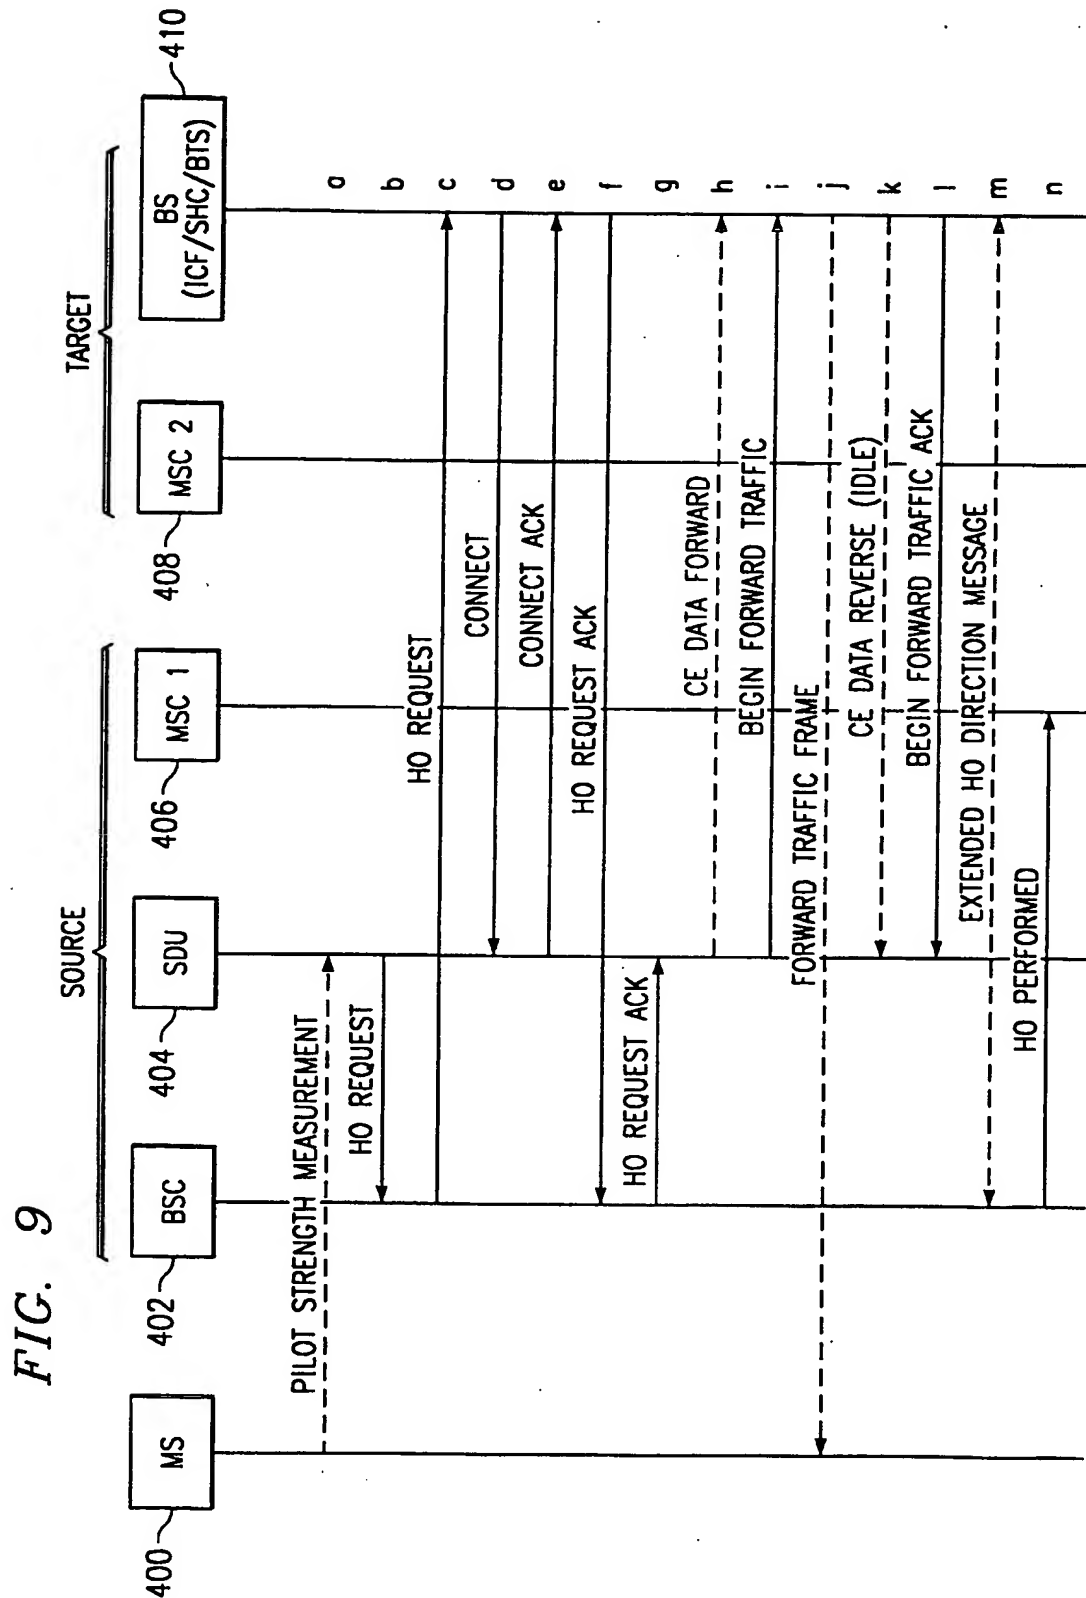 FIG. 9
SOURCE
TARGET
400
MS
402
BSC
404
SDU
406
MSC 1
408
MSC 2
410
BS
(ICF/SHC/BTS)
PILOT STRENGTH MEASUREMENT
a
HO REQUEST
b
HO REQUEST
c
CONNECT
d
CONNECT ACK
e
HO REQUEST ACK
f
HO REQUEST ACK
g
CE DATA FORWARD
h
BEGIN FORWARD TRAFFIC
i
FORWARD TRAFFIC FRAME
j
CE DATA REVERSE (IDLE)
k
BEGIN FORWARD TRAFFIC ACK
l
EXTENDED HO DIRECTION MESSAGE
m
HO PERFORMED
n